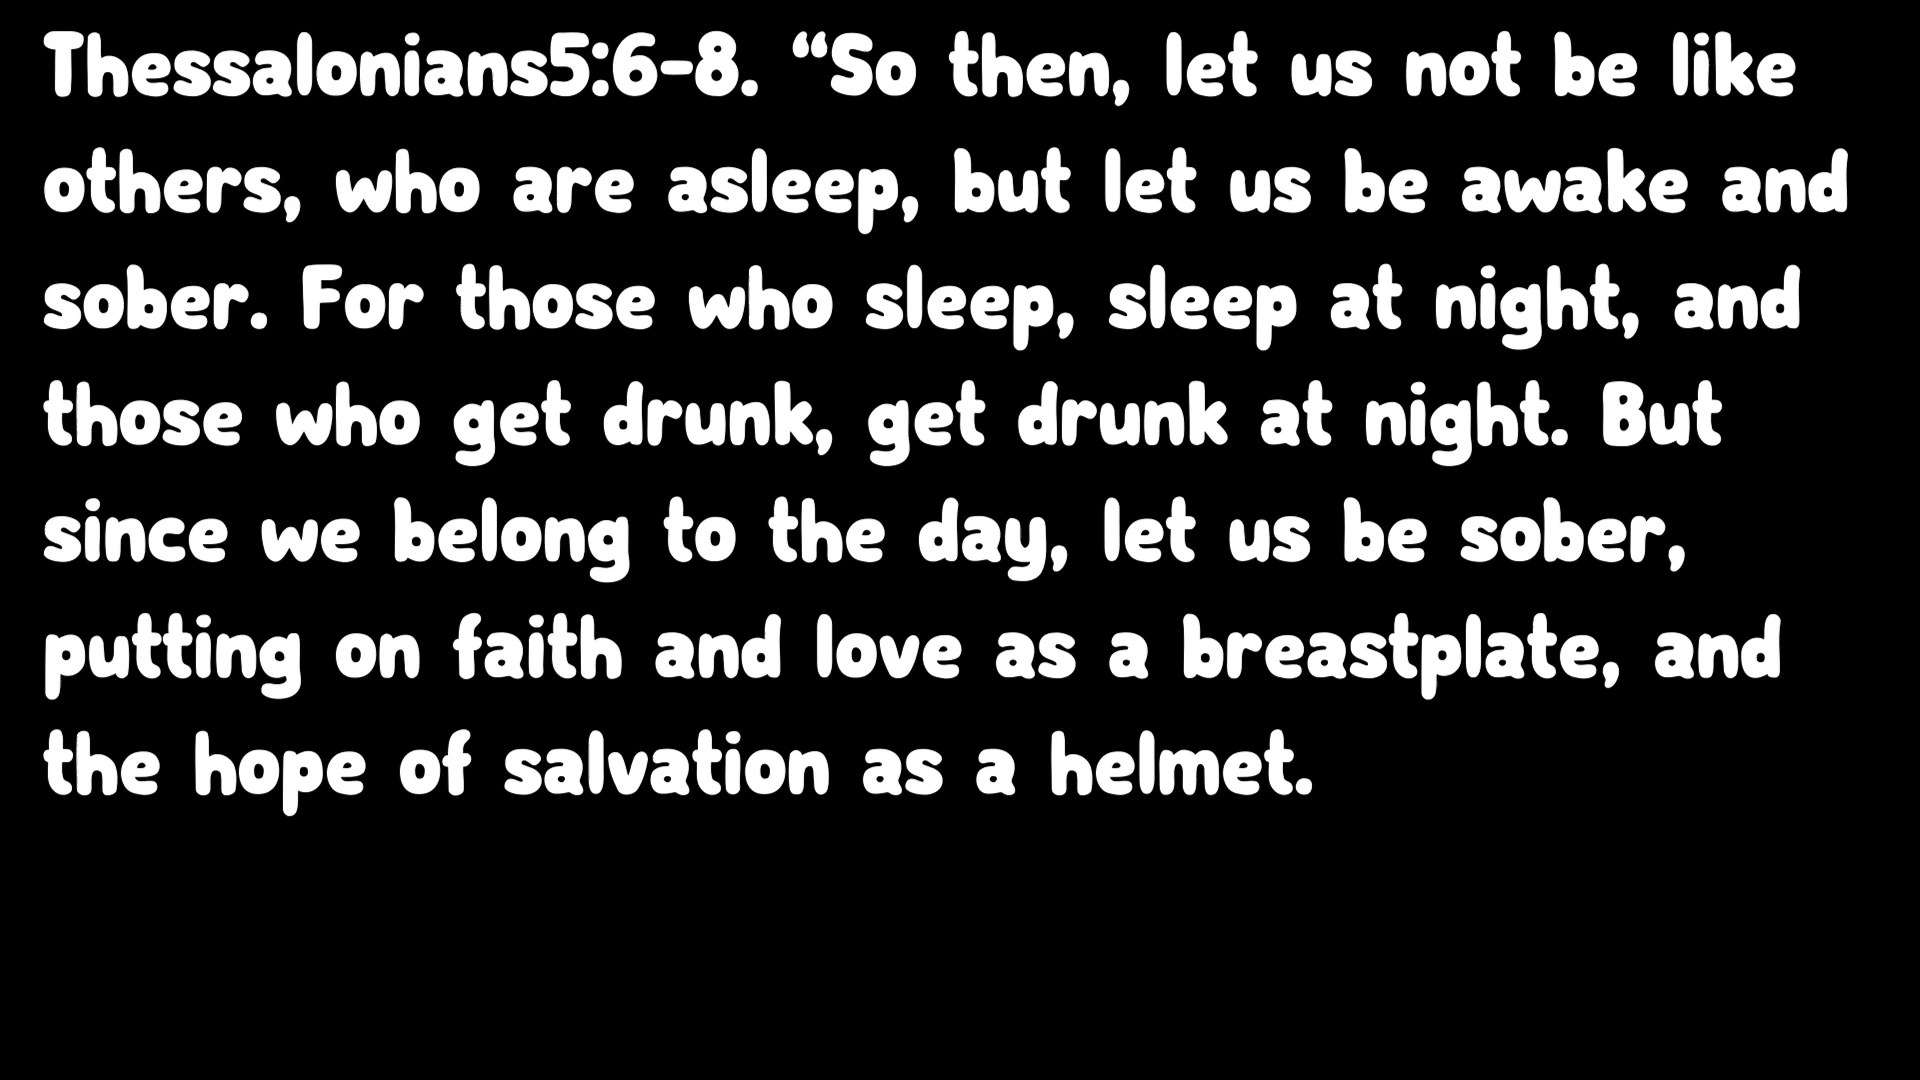 Thessalonians5:6-8. “So then, let us not be like
others, who are asleep, but let us be awake and
sober. For those who sleep, sleep at night, and
those who get drunk, get drunk at night. But
since we belong to the day, let us be sober,
putting on faith and love as a breastplate, and
the hope of salvation as a helmet.